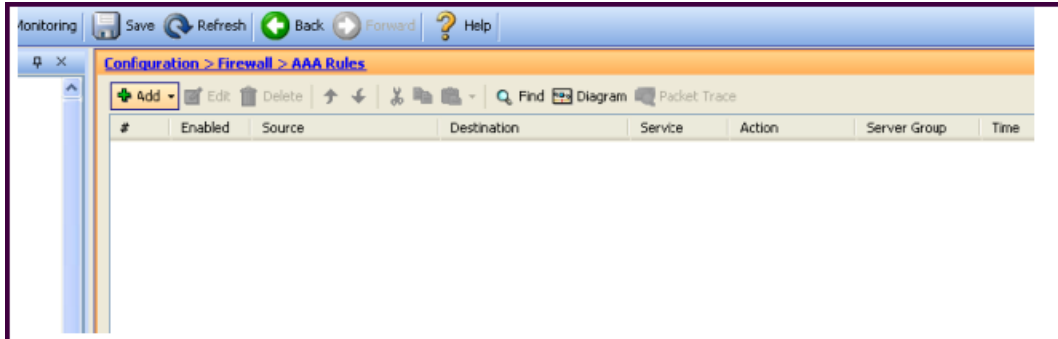 Monitoring Save Refresh Back Forward Help
Configuration > Firewall > AAA Rules
Add Edit Delete Find Diagram Packet Trace
# Enabled Source Destination Service Action Server Group Time